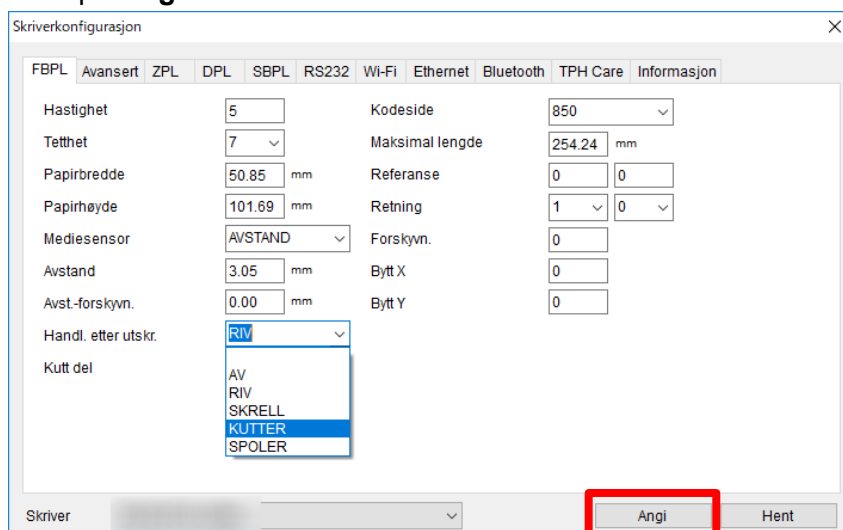 Skriverkonfigurasjon
FBPL Avansert ZPL DPL SBPL RS232 Wi-Fi Ethernet Bluetooth TPH Care Informasjon
Hastighet 5 Kodeside 850
Tetthet 7 Maksimal lengde 254.24 mm
Papirbredde 50.85 mm Referanse 0 0
Papirhøyde 101.69 mm Retning 1 0
Mediesensor AVSTAND Forskyvn. 0
Avstand 3.05 mm Bytt X 0
Avst.-forskyvn. 0.00 mm Bytt Y 0
Handl. etter utskr. RIV
Kutt del
AV
RIV
SKRELL
KUTTER
SPOLER
Skriver Angi Hent